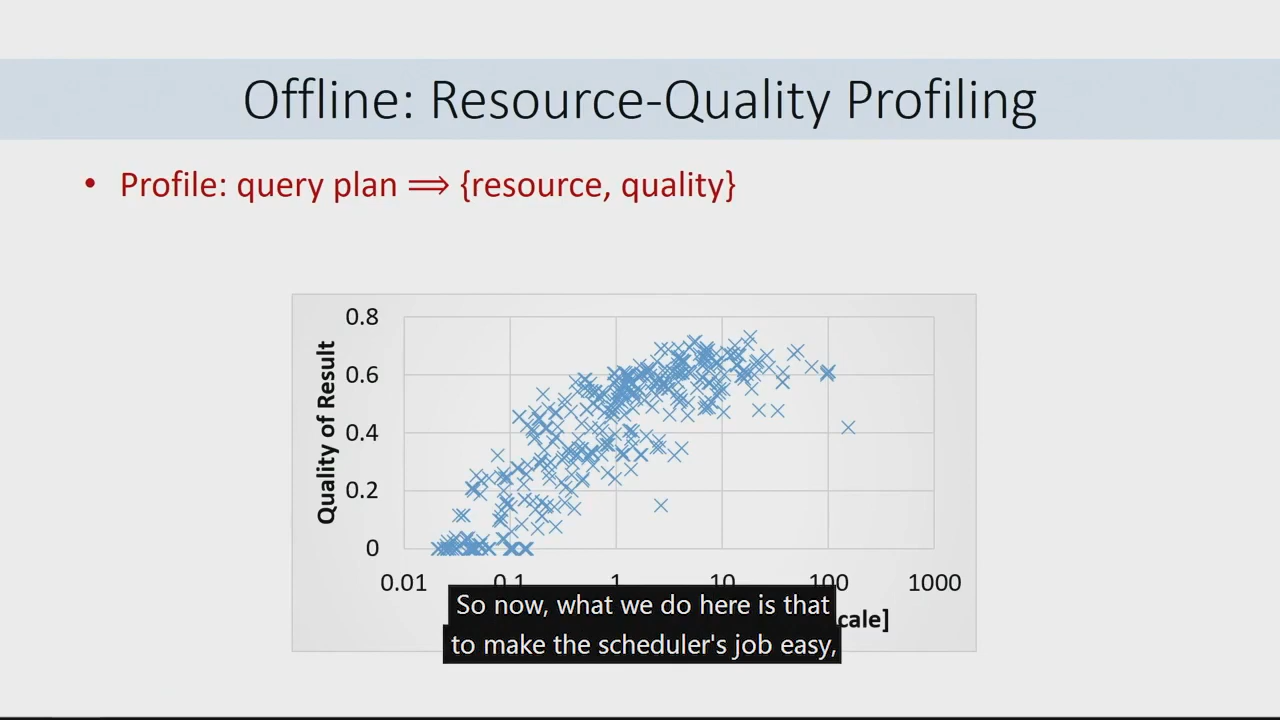 Offline: Resource-Quality Profiling
• Profile: query plan ⟹ {resource, quality}
Quality of Result
0.8
0.6
0.4
0.2
0
0.01 0.1 1 10 100 1000
cale]
So now, what we do here is that
to make the scheduler's job easy,